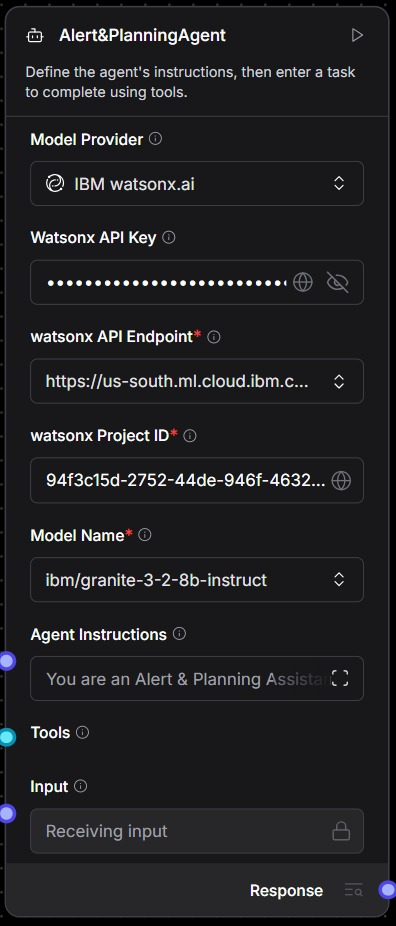 Alert&PlanningAgent
Define the agent's instructions, then enter a task
to complete using tools.
Model Provider
IBM watsonx.ai
Watsonx API Key
••••••••••••••••••••••••••
watsonx API Endpoint*
https://us-south.ml.cloud.ibm.c...
watsonx Project ID*
94f3c15d-2752-44de-946f-4632...
Model Name*
ibm/granite-3-2-8b-instruct
Agent Instructions
You are an Alert & Planning Assistan
Tools
Input
Receiving input
Response